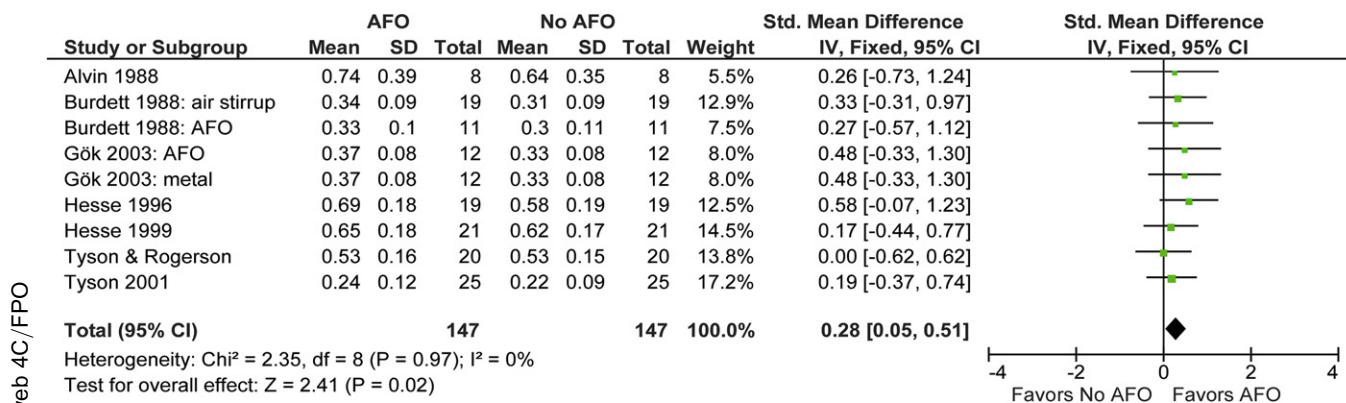 AFO No AFO Std. Mean Difference Std. Mean Difference
Study or Subgroup Mean SD Total Mean SD Total Weight IV, Fixed, 95% CI IV, Fixed, 95% CI
Alvin 1988 0.74 0.39 8 0.64 0.35 8 5.5% 0.26 [-0.73, 1.24]
Burdett 1988: air stirrup 0.34 0.09 19 0.31 0.09 19 12.9% 0.33 [-0.31, 0.97]
Burdett 1988: AFO 0.33 0.1 11 0.3 0.11 11 7.5% 0.27 [-0.57, 1.12]
Gök 2003: AFO 0.37 0.08 12 0.33 0.08 12 8.0% 0.48 [-0.33, 1.30]
Gök 2003: metal 0.37 0.08 12 0.33 0.08 12 8.0% 0.48 [-0.33, 1.30]
Hesse 1996 0.69 0.18 19 0.58 0.19 19 12.5% 0.58 [-0.07, 1.23]
Hesse 1999 0.65 0.18 21 0.62 0.17 21 14.5% 0.17 [-0.44, 0.77]
Tyson & Rogerson 0.53 0.16 20 0.53 0.15 20 13.8% 0.00 [-0.62, 0.62]
Tyson 2001 0.24 0.12 25 0.22 0.09 25 17.2% 0.19 [-0.37, 0.74]
Total (95% CI) 147 147 100.0% 0.28 [0.05, 0.51]
Heterogeneity: Chi² = 2.35, df = 8 (P = 0.97); I² = 0%
Test for overall effect: Z = 2.41 (P = 0.02)
-4 -2 0 2 4
Favors No AFO Favors AFO
web 4C/FPO